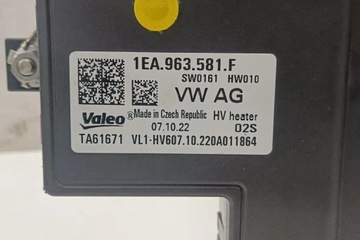 1EA.963.581.F
SW0161 HW010
VW AG
Valeo ® Made in Czech Republic HV heater
07.10.22 02S
TA61671 VL1-HV607.10.220A011864